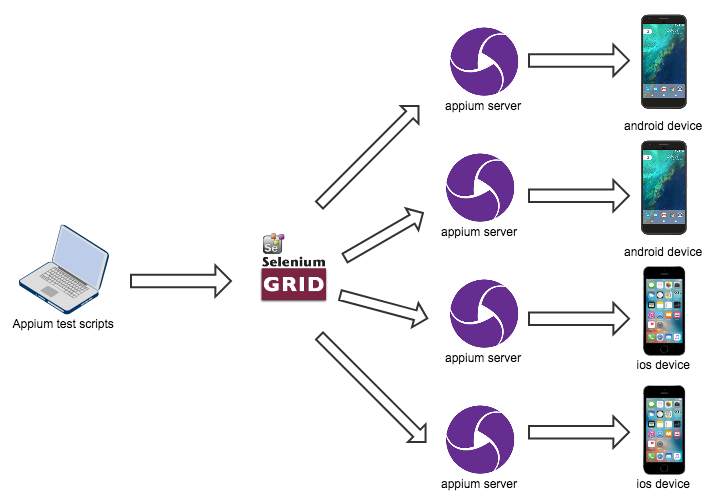 appium server
android device
appium server
android device
Se
Selenium
GRID
Appium test scripts
appium server
ios device
appium server
ios device